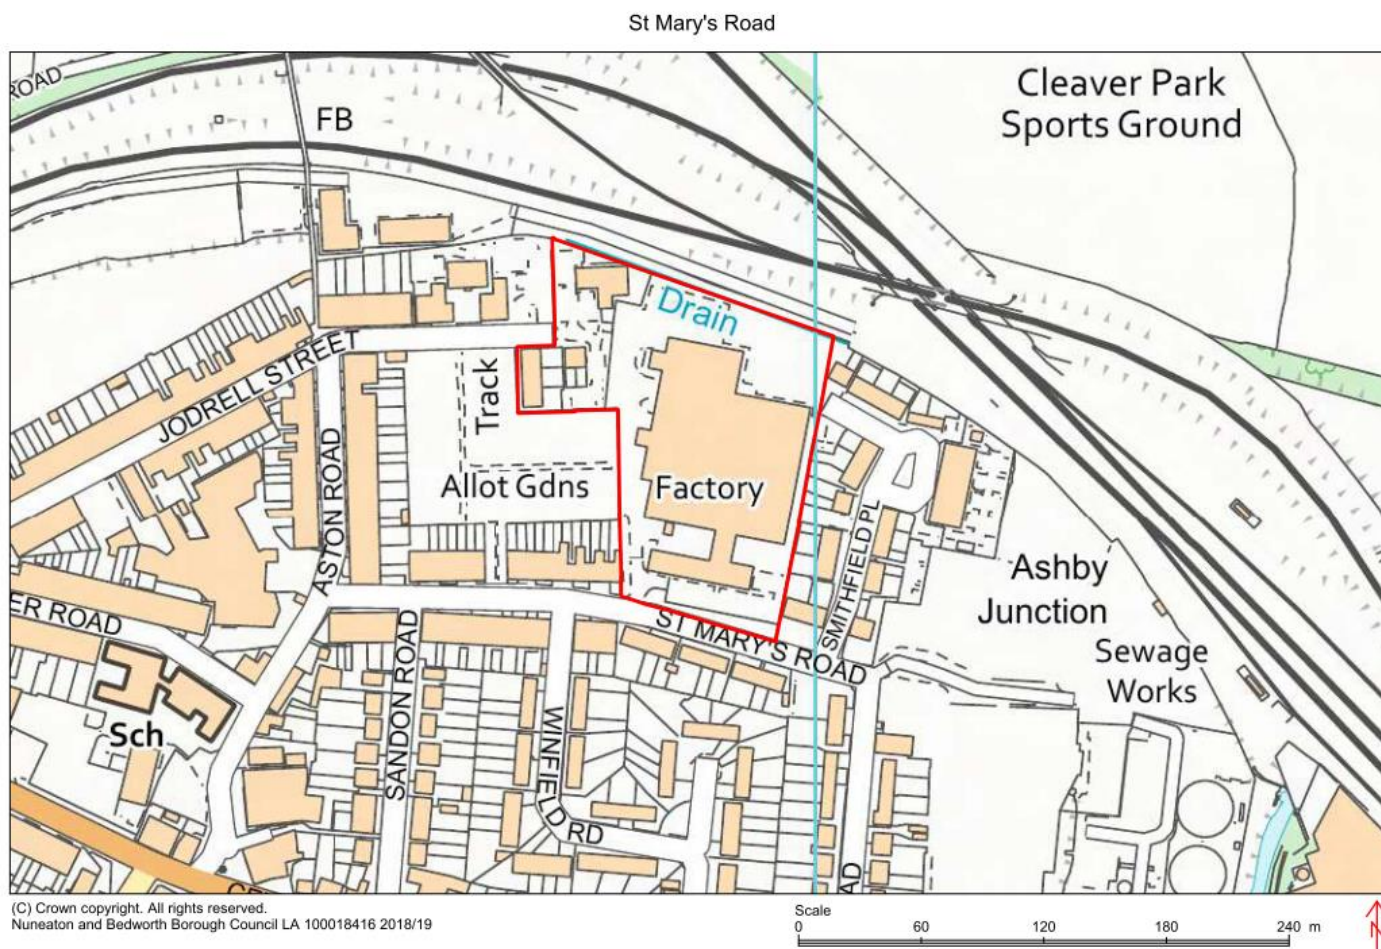 St Mary's Road
ROAD
FB
Cleaver Park
Sports Ground
Drain
JODRELL STREET
Track
ASTON ROAD
Allot Gdns
Factory
SMITHFIELD PL
Ashby
Junction
ER ROAD
ST MARY'S ROAD
SANDON ROAD
Sewage
Works
Sch
WINFIELD RD
AD
(C) Crown copyright. All rights reserved.
Nuneaton and Bedworth Borough Council LA 100018416 2018/19
Scale
0 60 120 180 240 m
N